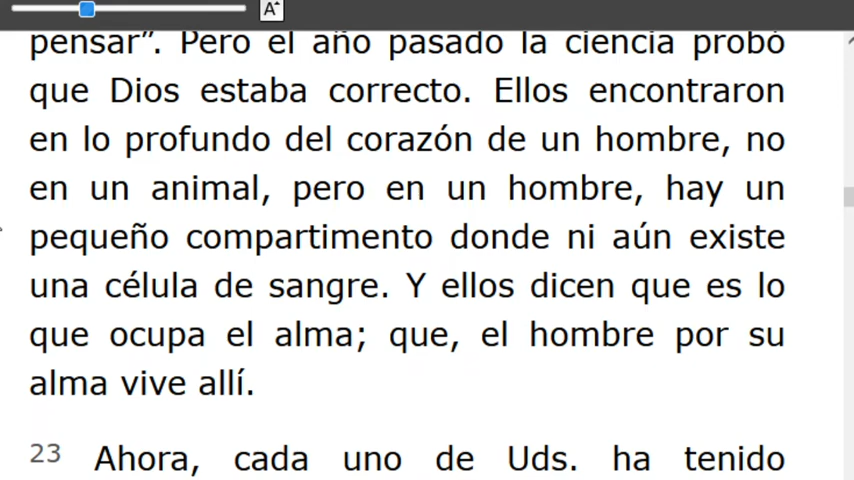 A
pensar”. Pero el año pasado la ciencia probó
que Dios estaba correcto. Ellos encontraron
en lo profundo del corazón de un hombre, no
en un animal, pero en un hombre, hay un
pequeño compartimento donde ni aún existe
una célula de sangre. Y ellos dicen que es lo
que ocupa el alma; que, el hombre por su
alma vive allí.
23 Ahora, cada uno de Uds. ha tenido